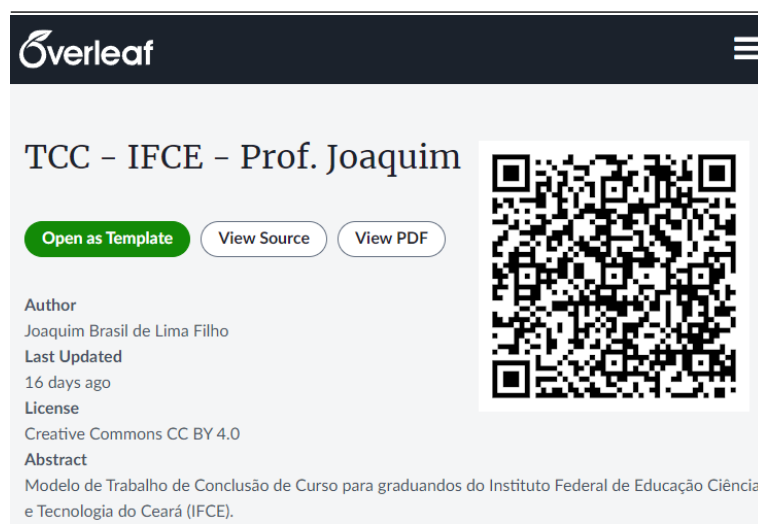 Overleaf
TCC - IFCE - Prof. Joaquim
Open as Template View Source View PDF
Author
Joaquim Brasil de Lima Filho
Last Updated
16 days ago
License
Creative Commons CC BY 4.0
Abstract
Modelo de Trabalho de Conclusão de Curso para graduandos do Instituto Federal de Educação Ciência
e Tecnologia do Ceará (IFCE).